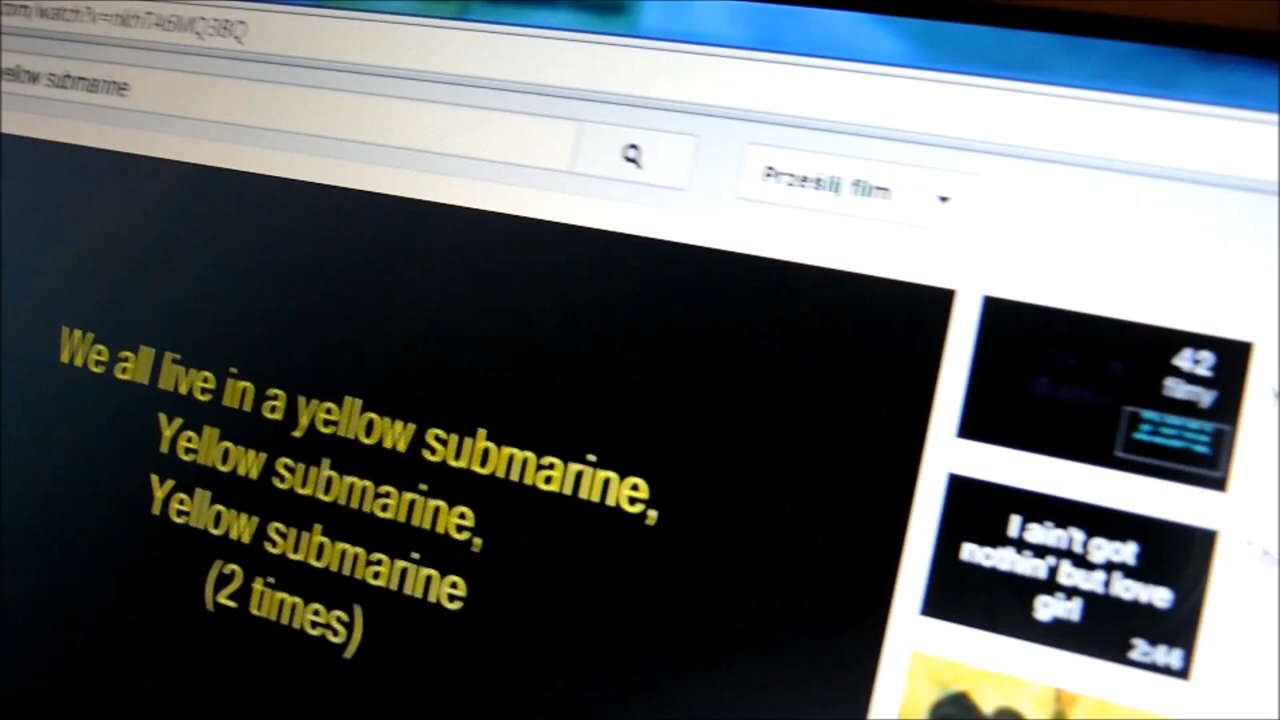 yellow submarine
Prześlij film
We all live in a yellow submarine,
Yellow submarine,
Yellow submarine
(2 times)
42
filmy
I ain't got
nothin' but love
girl
2:44